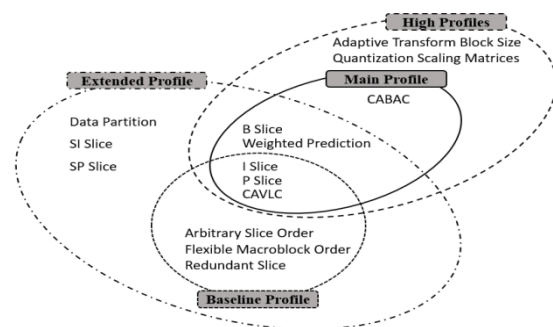 High Profiles
Adaptive Transform Block Size
Quantization Scaling Matrices
Extended Profile
Main Profile
CABAC
Data Partition
SI Slice
SP Slice
B Slice
Weighted Prediction
I Slice
P Slice
CAVLC
Arbitrary Slice Order
Flexible Macroblock Order
Redundant Slice
Baseline Profile